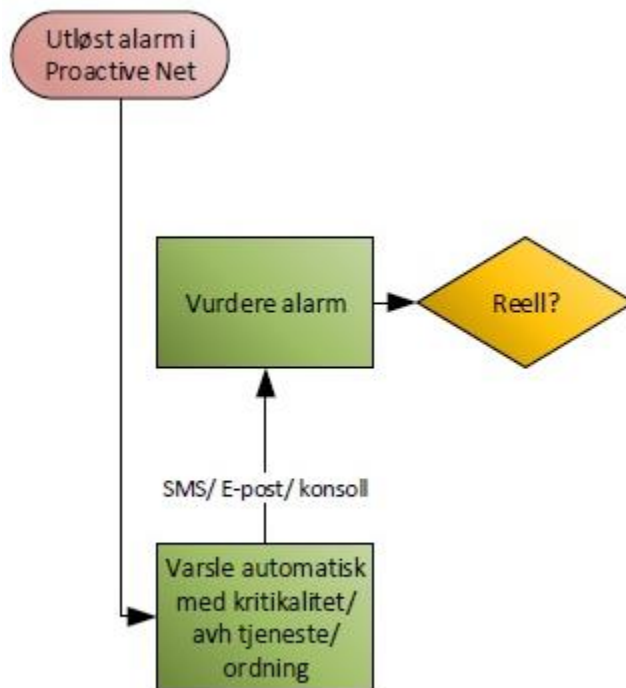 Utløst alarm i
Proactive Net
Vurdere alarm
Reell?
SMS/ E-post/ konsoll
Varsle automatisk
med kritikalitet/
avh tjeneste/
ordning